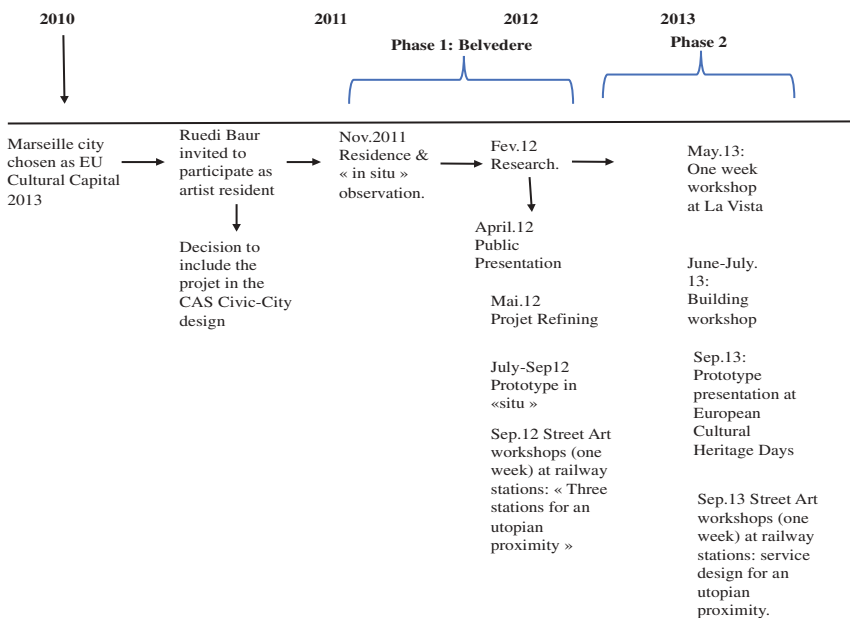 2010
2011
2012
2013
Phase 1: Belvedere
Phase 2
Marseille city
chosen as EU
Cultural Capital
2013
Ruedi Baur
invited to
participate as
artist resident
Decision to
include the
projet in the
CAS Civic-City
design
Nov.2011
Residence &
« in situ »
observation.
Fev.12
Research.
April.12
Public
Presentation
Mai.12
Projet Refining
July-Sep12
Prototype in
«situ »
Sep.12 Street Art
workshops (one
week) at railway
stations: « Three
stations for an
utopian
proximity »
May.13:
One week
workshop
at La Vista
June-July.
13:
Building
workshop
Sep.13:
Prototype
presentation at
European
Cultural
Heritage Days
Sep.13 Street Art
workshops (one
week) at railway
stations: service
design for an
utopian
proximity.